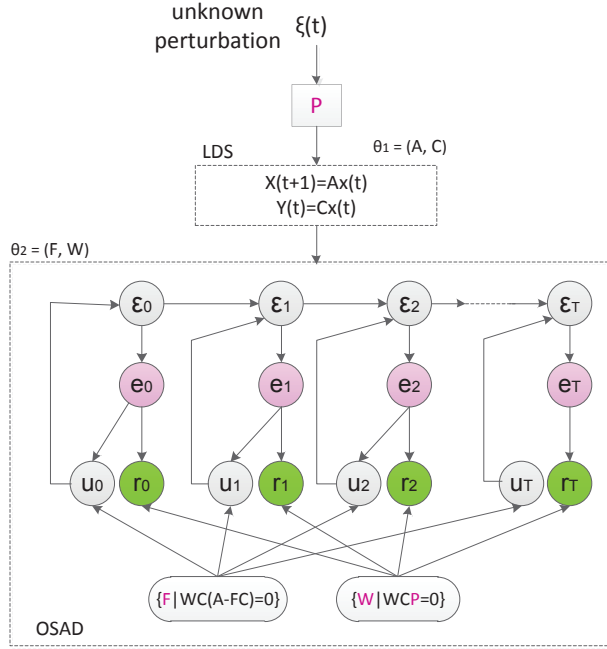 unknown
perturbation ξ(t)
P
θ1 = (A, C)
LDS
X(t+1)=Ax(t)
Y(t)=Cx(t)
θ2 = (F, W)
ε0 ε1 ε2 εT
e0 e1 e2 eT
u0 r0 u1 r1 u2 r2 uT rT
{F|WC(A-FC)=0} {W|WCP=0}
OSAD